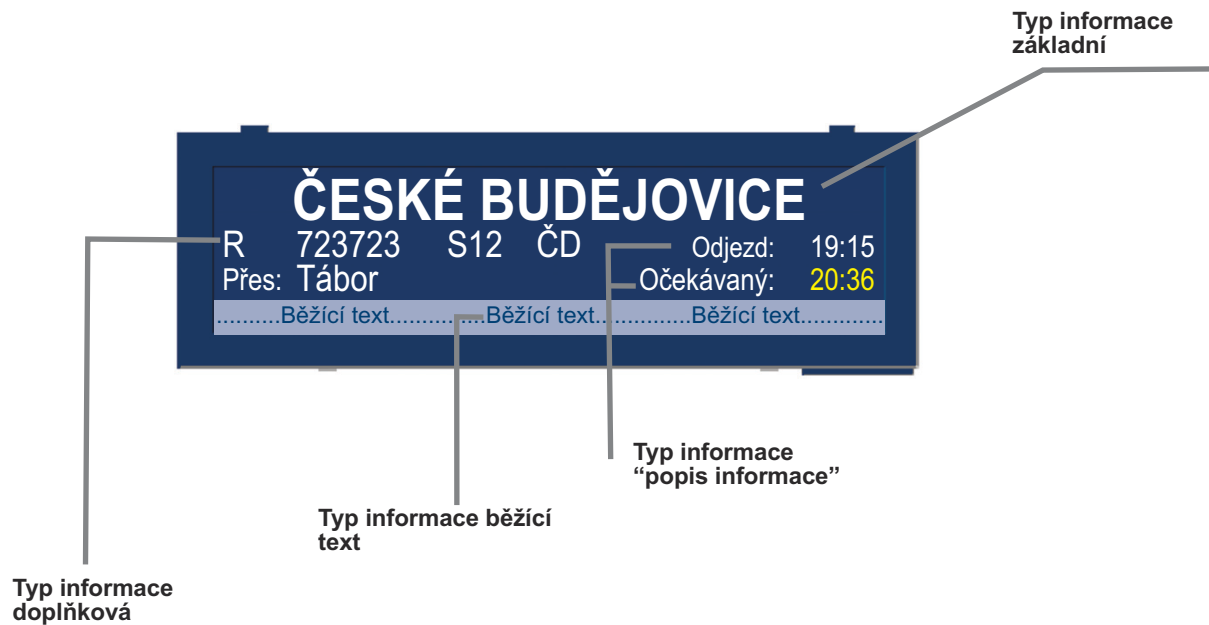 Typ informace
základní
ČESKÉ BUDĚJOVICE
R 723723 S12 ČD Odjezd: 19:15
Přes: Tábor Očekávaný: 20:36
..........Běžící text...............Běžící text...............Běžící text.............
Typ informace
“popis informace”
Typ informace běžící
text
Typ informace
doplňková